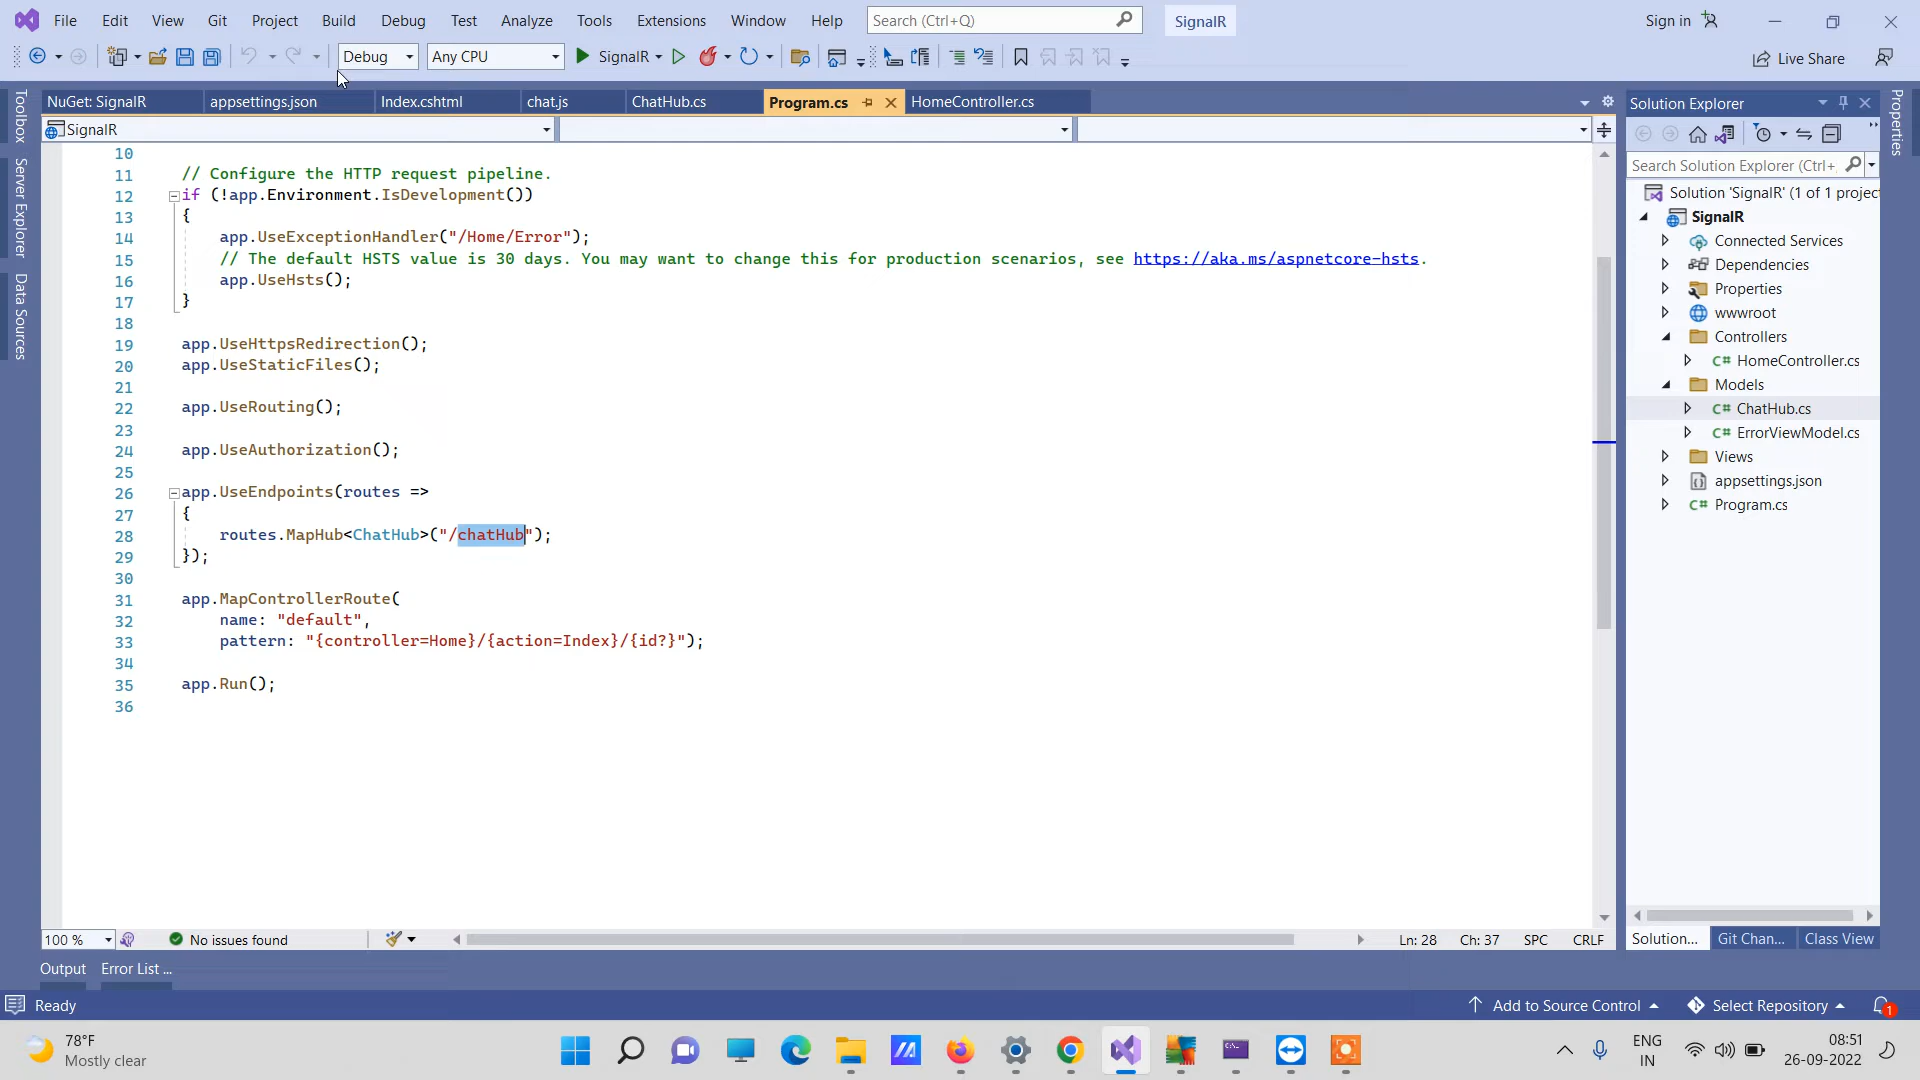 File Edit View Git Project Build Debug Test Analyze Tools Extensions Window Help Search (Ctrl+Q) SignalR Sign in
Debug Any CPU SignalR Live Share
NuGet: SignalR appsettings.json Index.cshtml chat.js ChatHub.cs Program.cs HomeController.cs
SignalR
10
11 // Configure the HTTP request pipeline.
12 if (!app.Environment.IsDevelopment())
13 {
14 app.UseExceptionHandler("/Home/Error");
15 // The default HSTS value is 30 days. You may want to change this for production scenarios, see https://aka.ms/aspnetcore-hsts.
16 app.UseHsts();
17 }
18
19 app.UseHttpsRedirection();
20 app.UseStaticFiles();
21
22 app.UseRouting();
23
24 app.UseAuthorization();
25
26 app.UseEndpoints(routes =>
27 {
28 routes.MapHub<ChatHub>("/chatHub");
29 });
30
31 app.MapControllerRoute(
32 name: "default",
33 pattern: "{controller=Home}/{action=Index}/{id?}");
34
35 app.Run();
36
Toolbox
Server Explorer
Data Sources
Solution Explorer
Search Solution Explorer (Ctrl+
Solution 'SignalR' (1 of 1 project
SignalR
Connected Services
Dependencies
Properties
wwwroot
Controllers
C# HomeController.cs
Models
C# ChatHub.cs
C# ErrorViewModel.cs
Views
appsettings.json
C# Program.cs
Solution... Git Chan... Class View
Properties
100 % No issues found Ln: 28 Ch: 37 SPC CRLF
Output Error List ...
Ready Add to Source Control Select Repository 1
78°F
Mostly clear
ENG
IN
08:51
26-09-2022